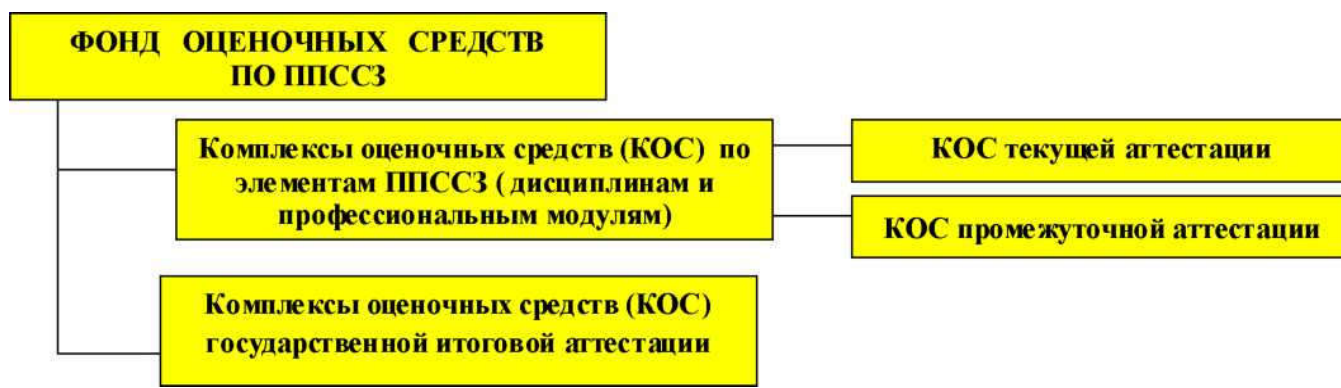 ФОНД ОЦЕНОЧНЫХ СРЕДСТВ
ПО ППССЗ
Комплексы оценочных средств (КОС) по
элементам ППССЗ ( дисциплинам и
профессиональным модулям)
КОС текущей аттестации
КОС промежуточной аттестации
Комплексы оценочных средств (КОС)
государственной итоговой аттестации